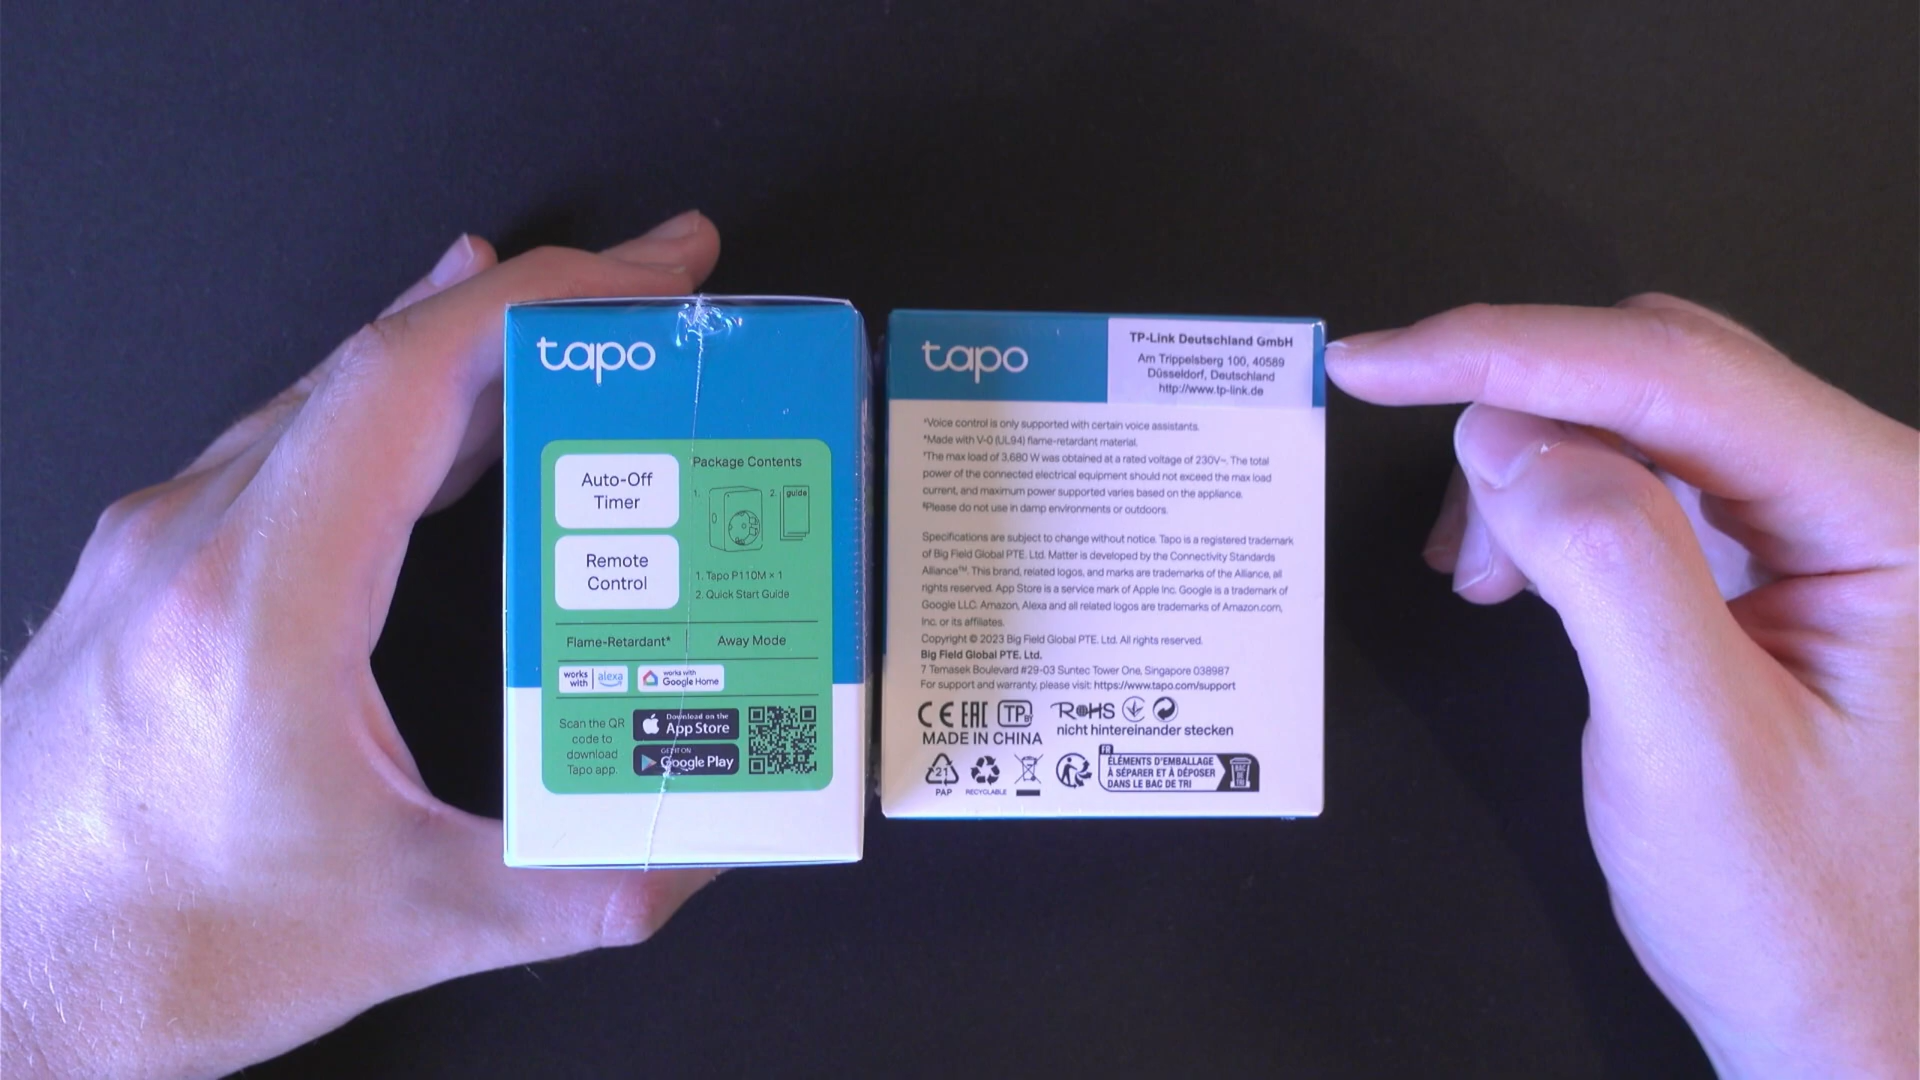 tapo
Auto-Off
Timer
Remote
Control
Package Contents
1.
2.
guide
1. Tapo P110M × 1
2. Quick Start Guide
Flame-Retardant*
Away Mode
works
with
alexa
works with
Google Home
Scan the QR
code to
download
Tapo app.
Download on the
App Store
GET IT ON
Google Play
tapo
TP-Link Deutschland GmbH
Am Trippelsberg 100, 40589
Düsseldorf, Deutschland
http://www.tp-link.de
*Voice control is only supported with certain voice assistants.
*Made with V-0 (UL94) flame-retardant material.
†The max load of 3,680 W was obtained at a rated voltage of 230V~. The total
power of the connected electrical equipment should not exceed the max load
current, and maximum power supported varies based on the appliance.
‡Please do not use in damp environments or outdoors.
Specifications are subject to change without notice. Tapo is a registered trademark
of Big Field Global PTE. Ltd. Matter is developed by the Connectivity Standards
Alliance™. This brand, related logos, and marks are trademarks of the Alliance, all
rights reserved. App Store is a service mark of Apple Inc. Google is a trademark of
Google LLC. Amazon, Alexa and all related logos are trademarks of Amazon.com,
Inc. or its affiliates.
Copyright © 2023 Big Field Global PTE. Ltd. All rights reserved.
Big Field Global PTE. Ltd.
7 Temasek Boulevard #29-03 Suntec Tower One, Singapore 038987
For support and warranty, please visit: https://www.tapo.com/support
CE EAC TP BY RoHS
MADE IN CHINA
nicht hintereinander stecken
21
PAP
RECYCLABLE
FR
ÉLÉMENTS D'EMBALLAGE
À SÉPARER ET À DÉPOSER
DANS LE BAC DE TRI
BAC
DE
TRI